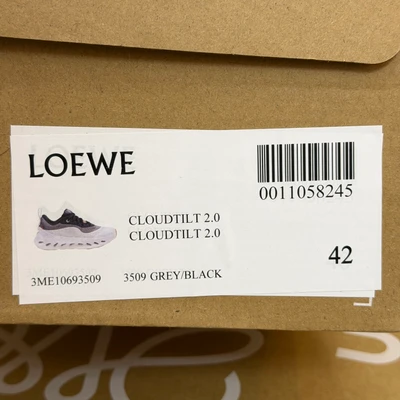 LOEWE
0011058245
CLOUDTILT 2.0
CLOUDTILT 2.0
42
3ME10693509 3509 GREY/BLACK